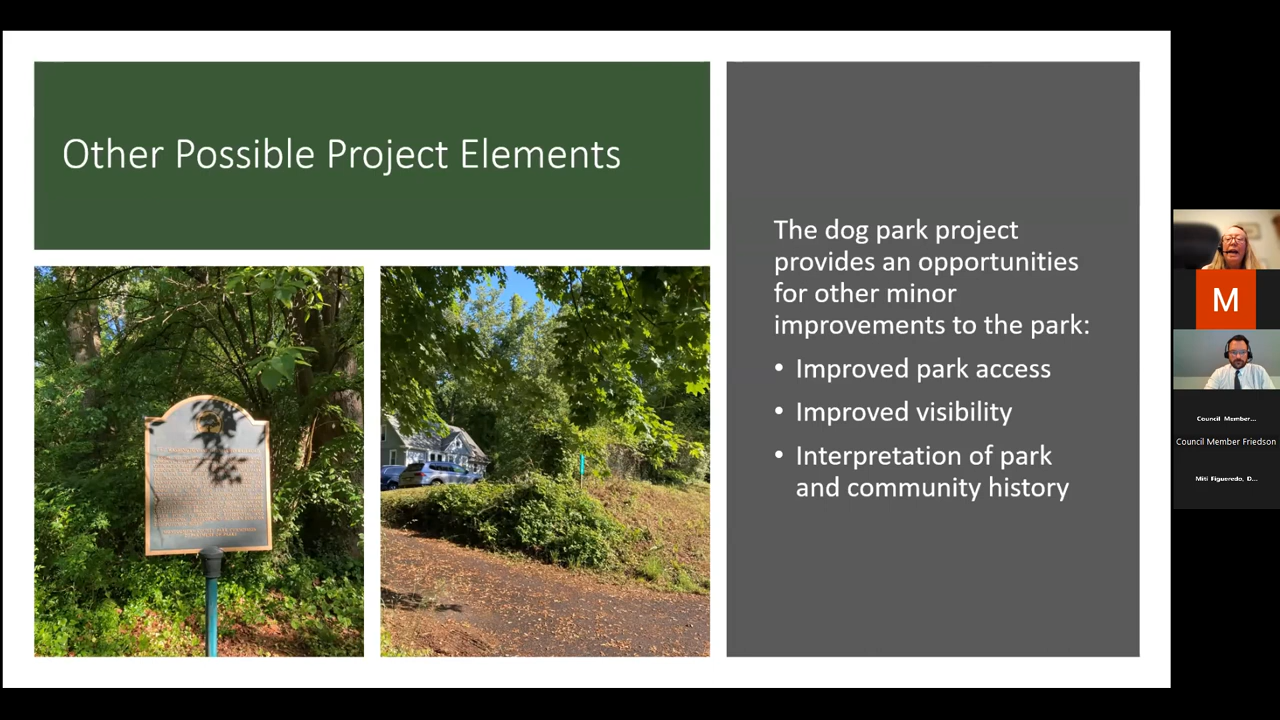 Other Possible Project Elements
The dog park project
provides an opportunities
for other minor
improvements to the park:
• Improved park access
• Improved visibility
• Interpretation of park
and community history
M
Council Member...
Council Member Friedson
Miti Figueredo, D...